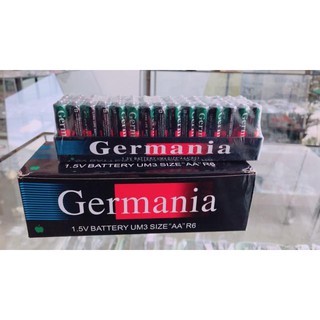 Germania
1.5V BATTERY UM3 SIZE "AA" R6
Germania
1.5V BATTERY UM3 SIZE "AA" R6